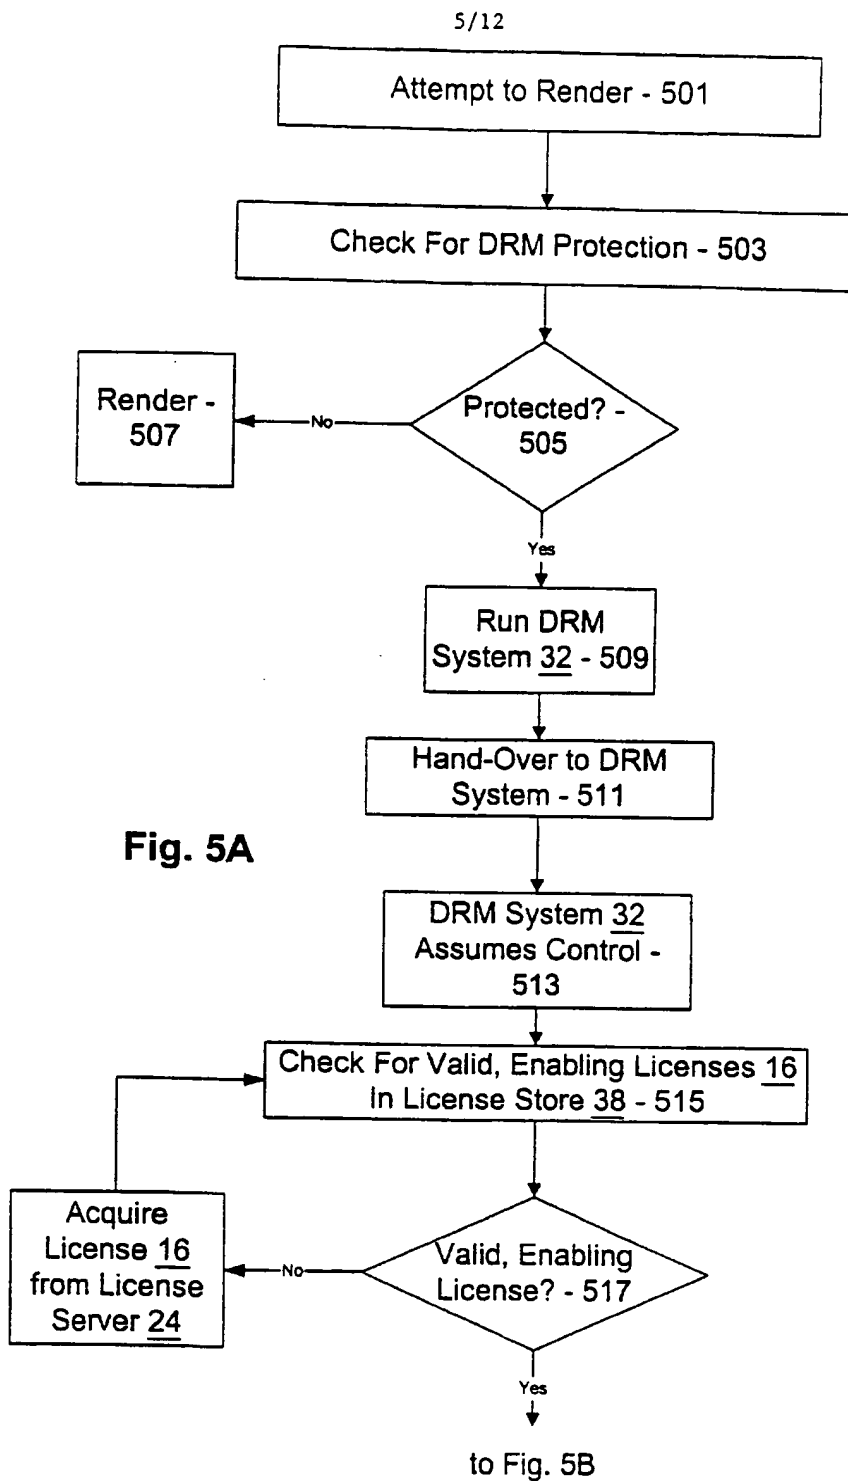 5/12
Attempt to Render - 501
Check For DRM Protection - 503
Protected? -
505
No
Render -
507
Yes
Run DRM
System 32 - 509
Hand-Over to DRM
System - 511
Fig. 5A
DRM System 32
Assumes Control -
513
Check For Valid, Enabling Licenses 16
In License Store 38 - 515
Valid, Enabling
License? - 517
No
Acquire
License 16
from License
Server 24
Yes
to Fig. 5B